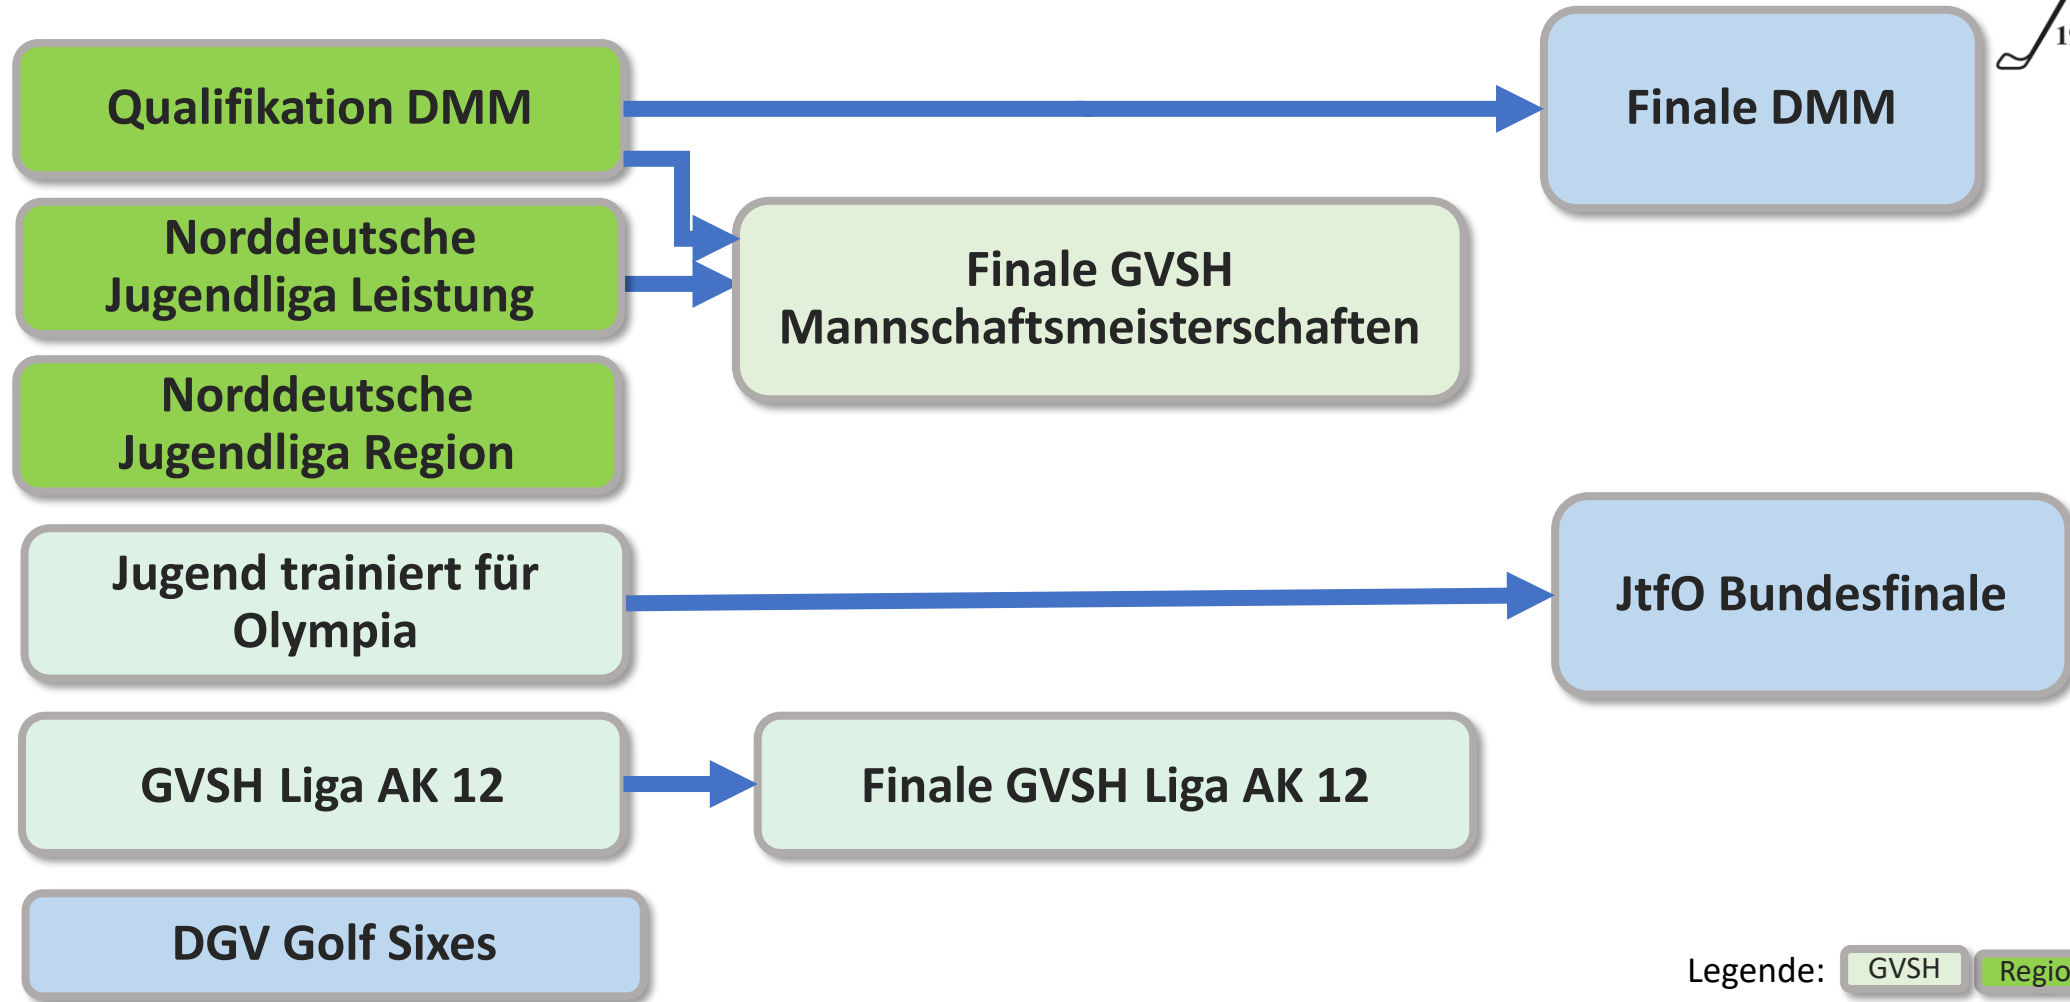 Qualifikation DMM
Finale DMM
Norddeutsche
Jugendliga Leistung
Finale GVSH
Mannschaftsmeisterschaften
Norddeutsche
Jugendliga Region
Jugend trainiert für
Olympia
JtfO Bundesfinale
GVSH Liga AK 12
Finale GVSH Liga AK 12
DGV Golf Sixes
Legende: GVSH Regio